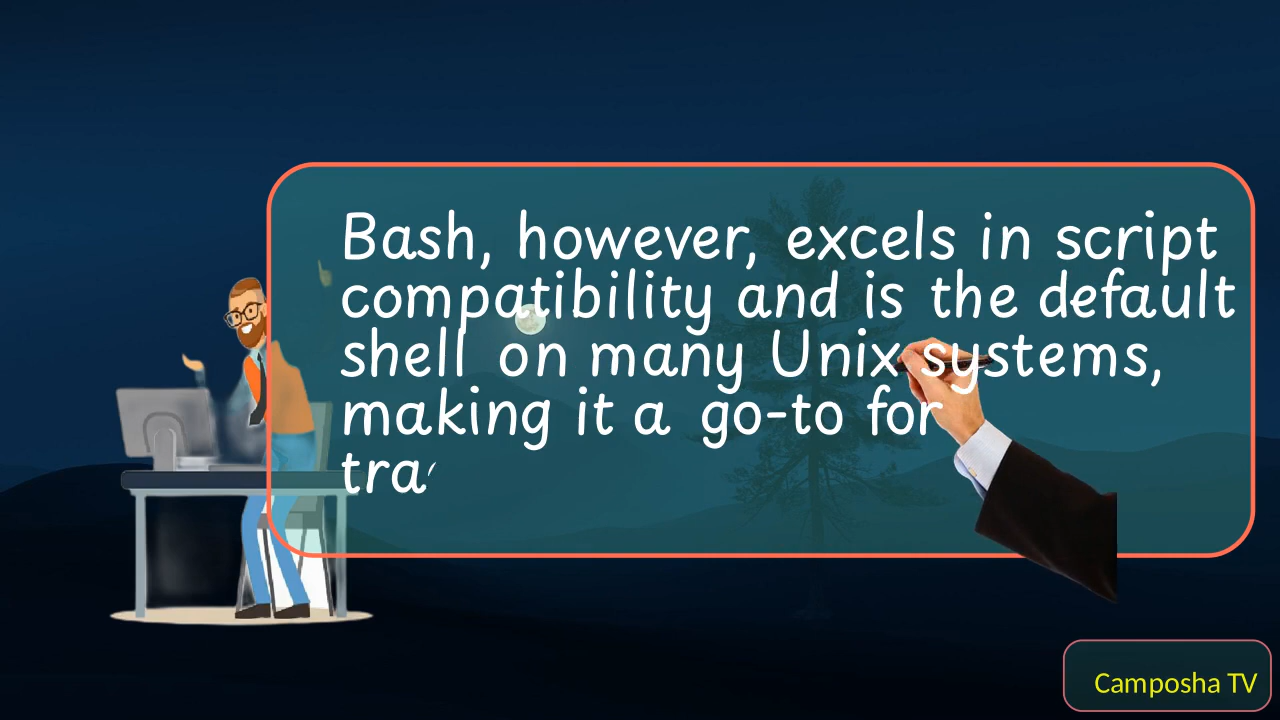 Bash, however, excels in script
compatibility and is the default
shell on many Unix systems,
making it a go-to for
Camposha TV